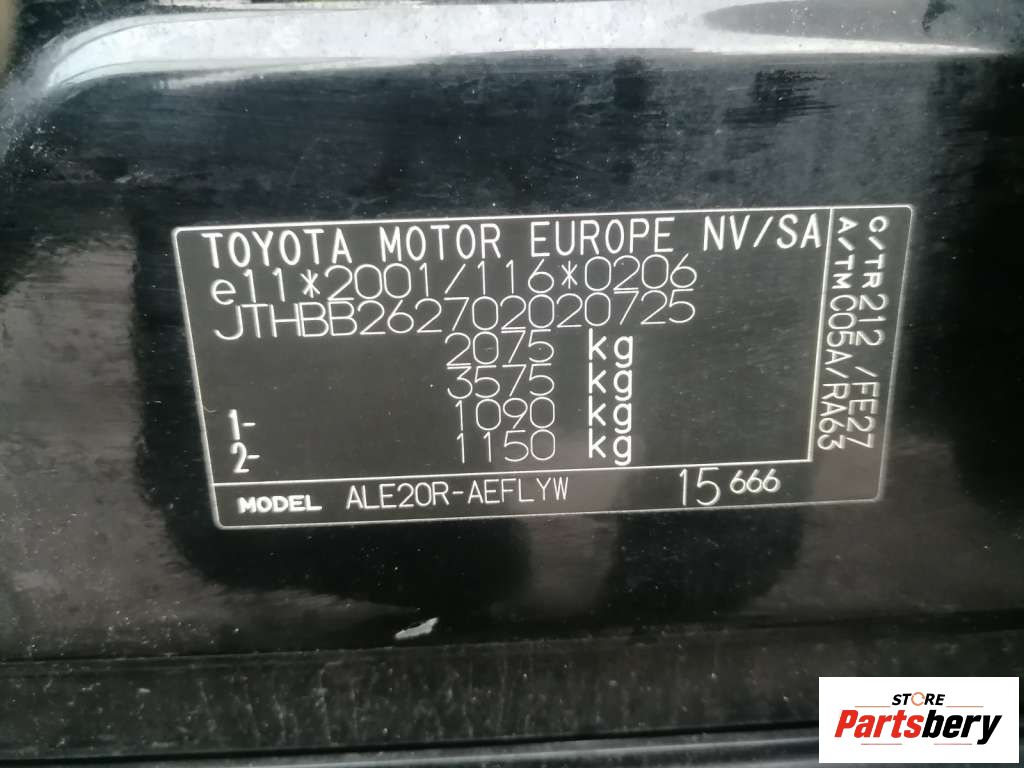 TOYOTA MOTOR EUROPE NV/SA
e11*2001/116*0206
JTHBB262702020725
2075 kg
3575 kg
1- 1090 kg
2- 1150 kg
MODEL ALE20R-AEFLYW 15 666
C/TR 212 /FE27
A/TM C05A/RA63
STORE
Partsbery